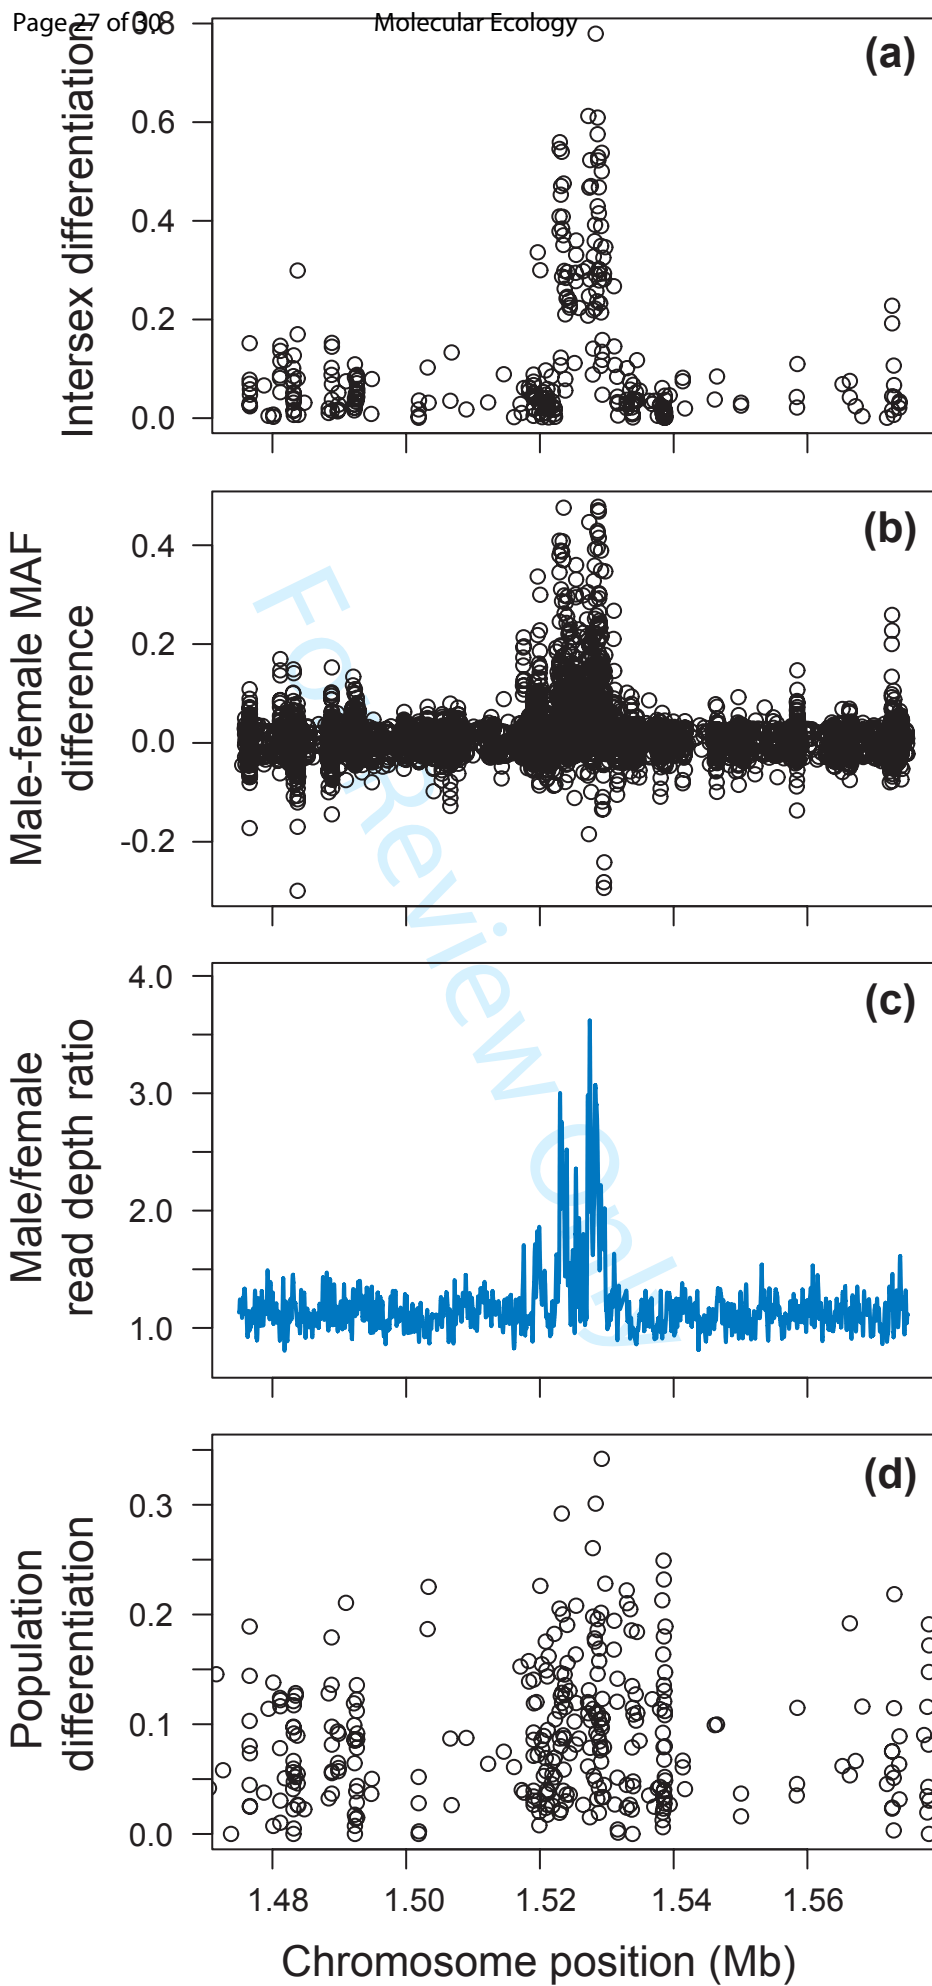 Page 27 of 30
Molecular Ecology
(a)
Intersex differentiation
0.8
0.6
0.4
0.2
0.0
(b)
Male-female MAF
difference
0.4
0.2
0.0
-0.2
(c)
Male/female
read depth ratio
4.0
3.0
2.0
1.0
(d)
Population
differentiation
0.3
0.2
0.1
0.0
1.48 1.50 1.52 1.54 1.56
Chromosome position (Mb)
For Review Only